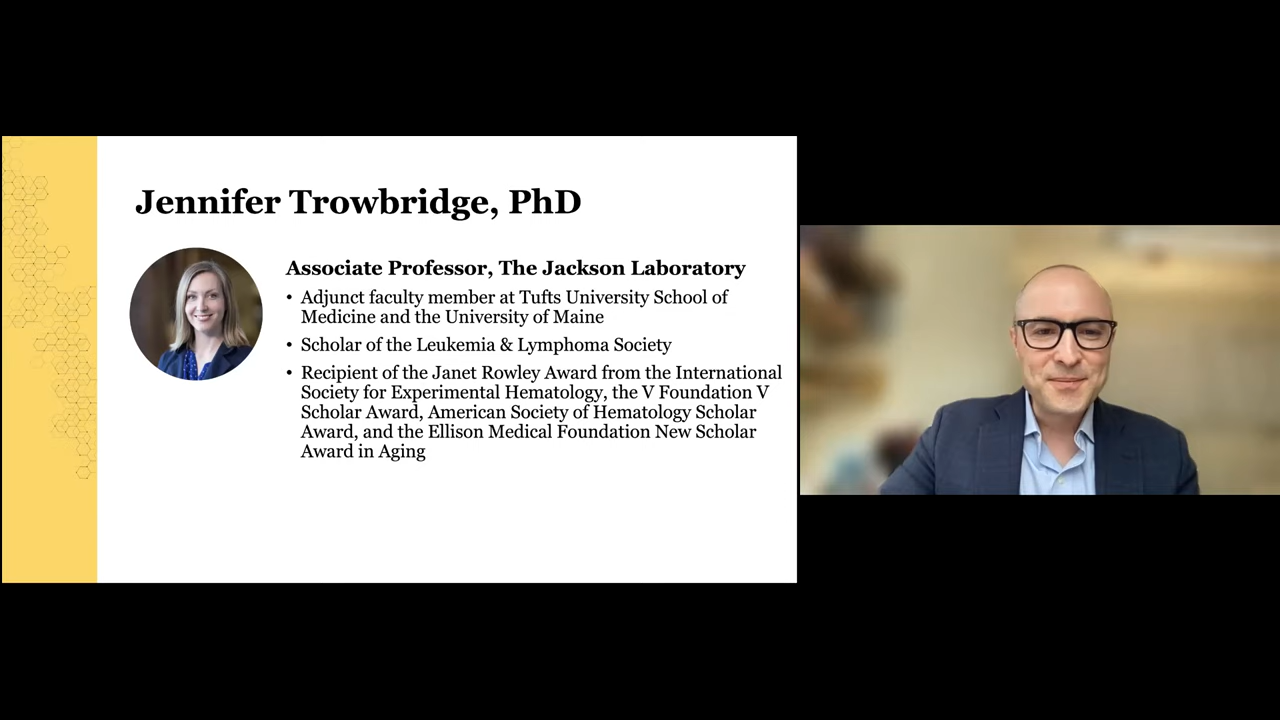 Jennifer Trowbridge, PhD
Associate Professor, The Jackson Laboratory
• Adjunct faculty member at Tufts University School of
Medicine and the University of Maine
• Scholar of the Leukemia & Lymphoma Society
• Recipient of the Janet Rowley Award from the International
Society for Experimental Hematology, the V Foundation V
Scholar Award, American Society of Hematology Scholar
Award, and the Ellison Medical Foundation New Scholar
Award in Aging